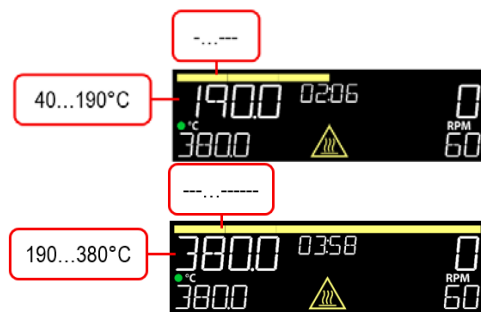 -...---
40...190°C
190.0 02:06 0
°C RPM
380.0 60
---...------
190...380°C
380.0 03:58 0
°C RPM
380.0 60